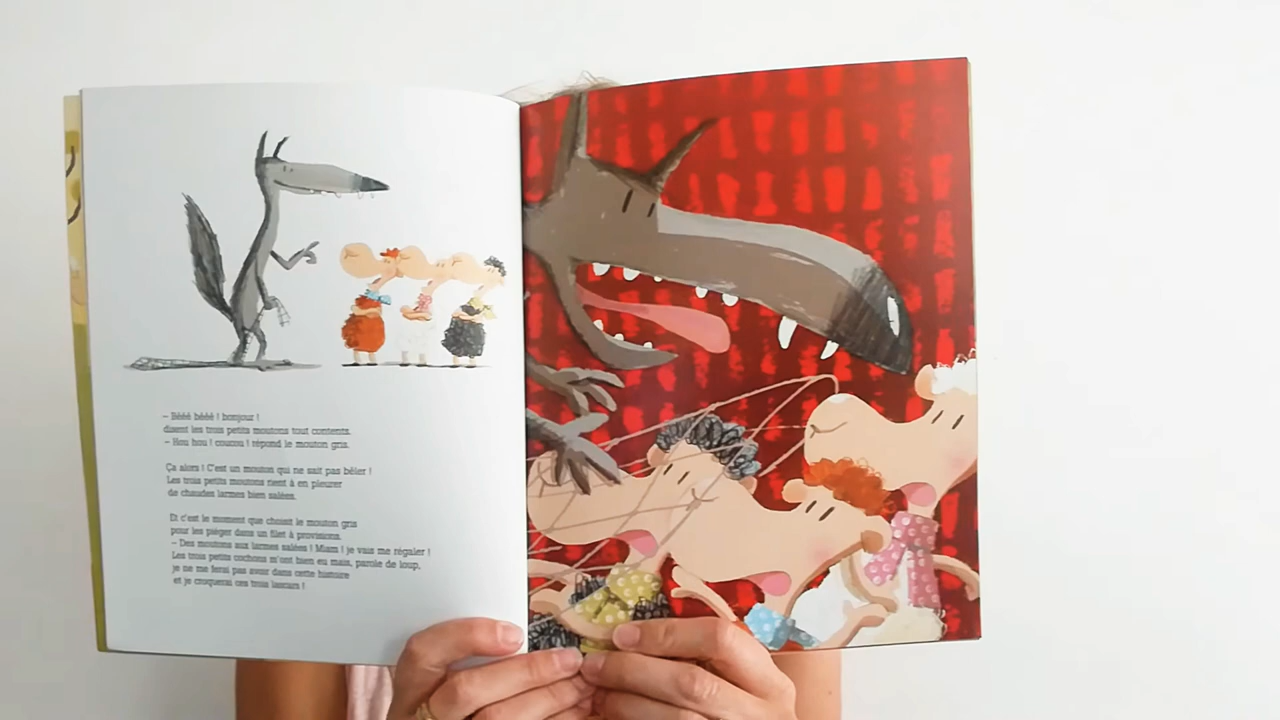 – Bêêê bêêê ! bonjour !
disent les trois petits moutons tout contents.
– Hou hou ! coucou ! répond le mouton gris.
Ça alors ! C'est un mouton qui ne sait pas bêler !
Les trois petits moutons rient à en pleurer
de chaudes larmes bien salées.
Et c'est le moment que choisit le mouton gris
pour les piéger dans un filet à provisions.
– Des moutons aux larmes salées ! Miam ! je vais me régaler !
Les trois petits cochons m'ont bien eu mais, parole de loup,
je ne me ferai pas avoir dans cette histoire
et je croquerai ces trois lascars !